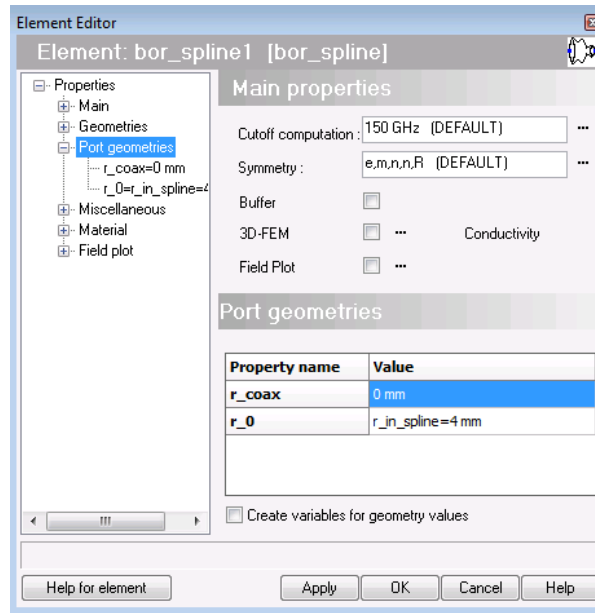 Element Editor
Element: bor_spline1 [bor_spline]
Properties
Main
Geometries
Port geometries
r_coax=0 mm
r_0=r_in_spline=4
Miscellaneous
Material
Field plot
Main properties
Cutoff computation : 150 GHz (DEFAULT) ...
Symmetry : e,m,n,n,R (DEFAULT) ...
Buffer
3D-FEM ... Conductivity
Field Plot ...
Port geometries
Property name Value
r_coax 0 mm
r_0 r_in_spline=4 mm
Create variables for geometry values
Help for element Apply OK Cancel Help